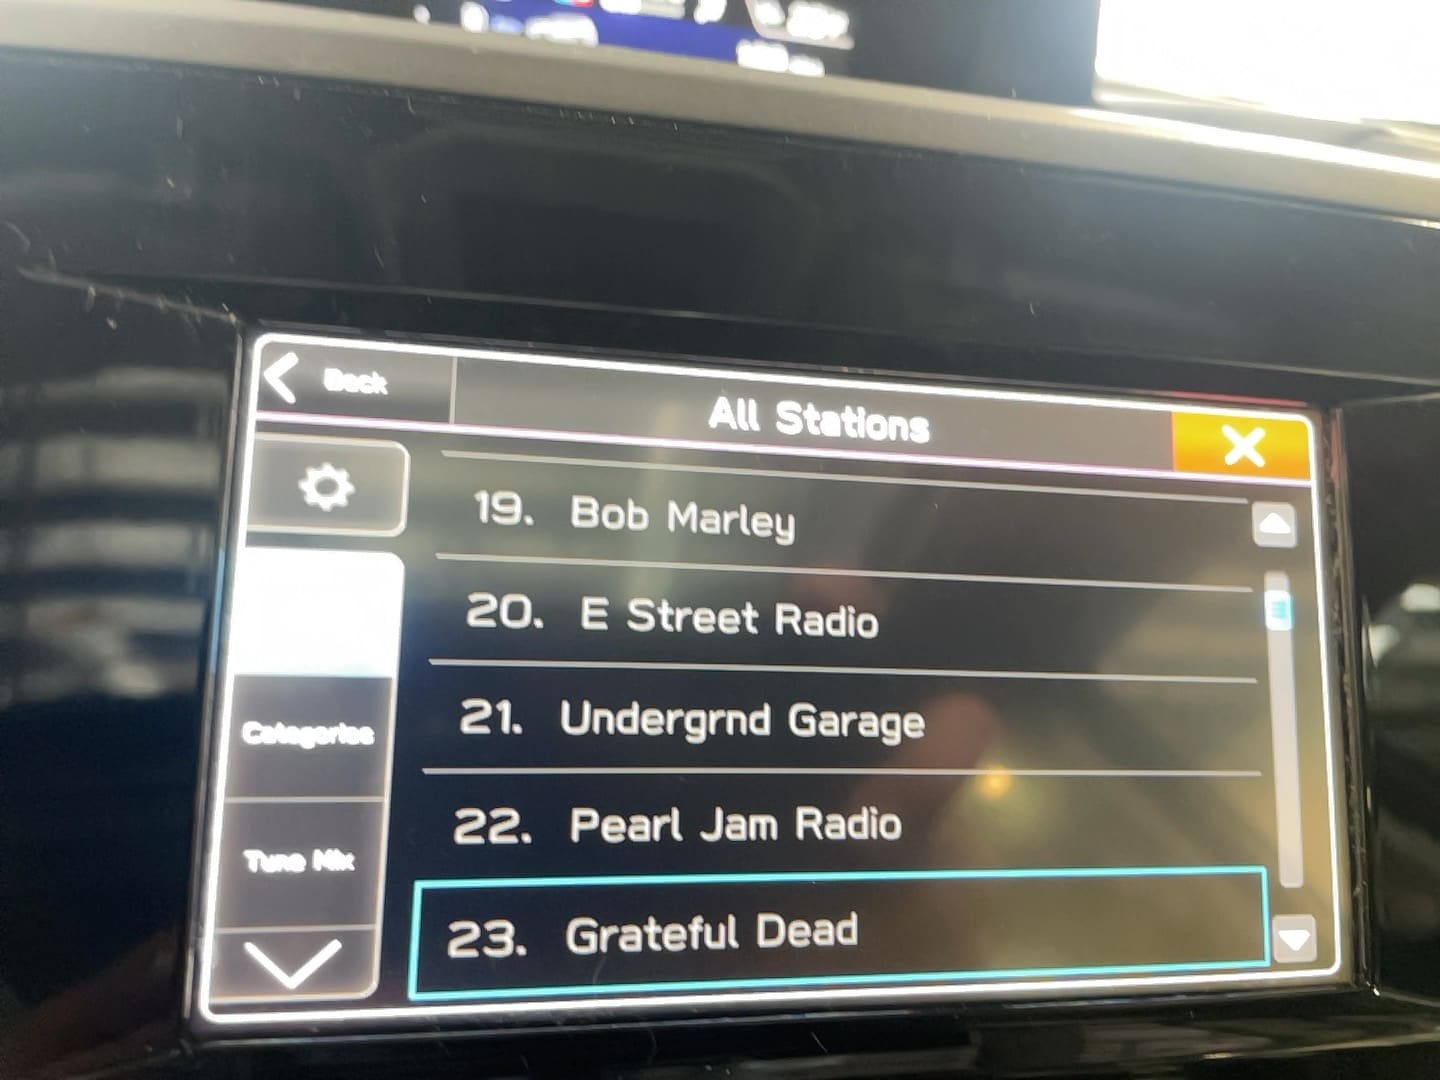 Back
All Stations
19. Bob Marley
20. E Street Radio
21. Undergrnd Garage
Categories
22. Pearl Jam Radio
Tune Mix
23. Grateful Dead